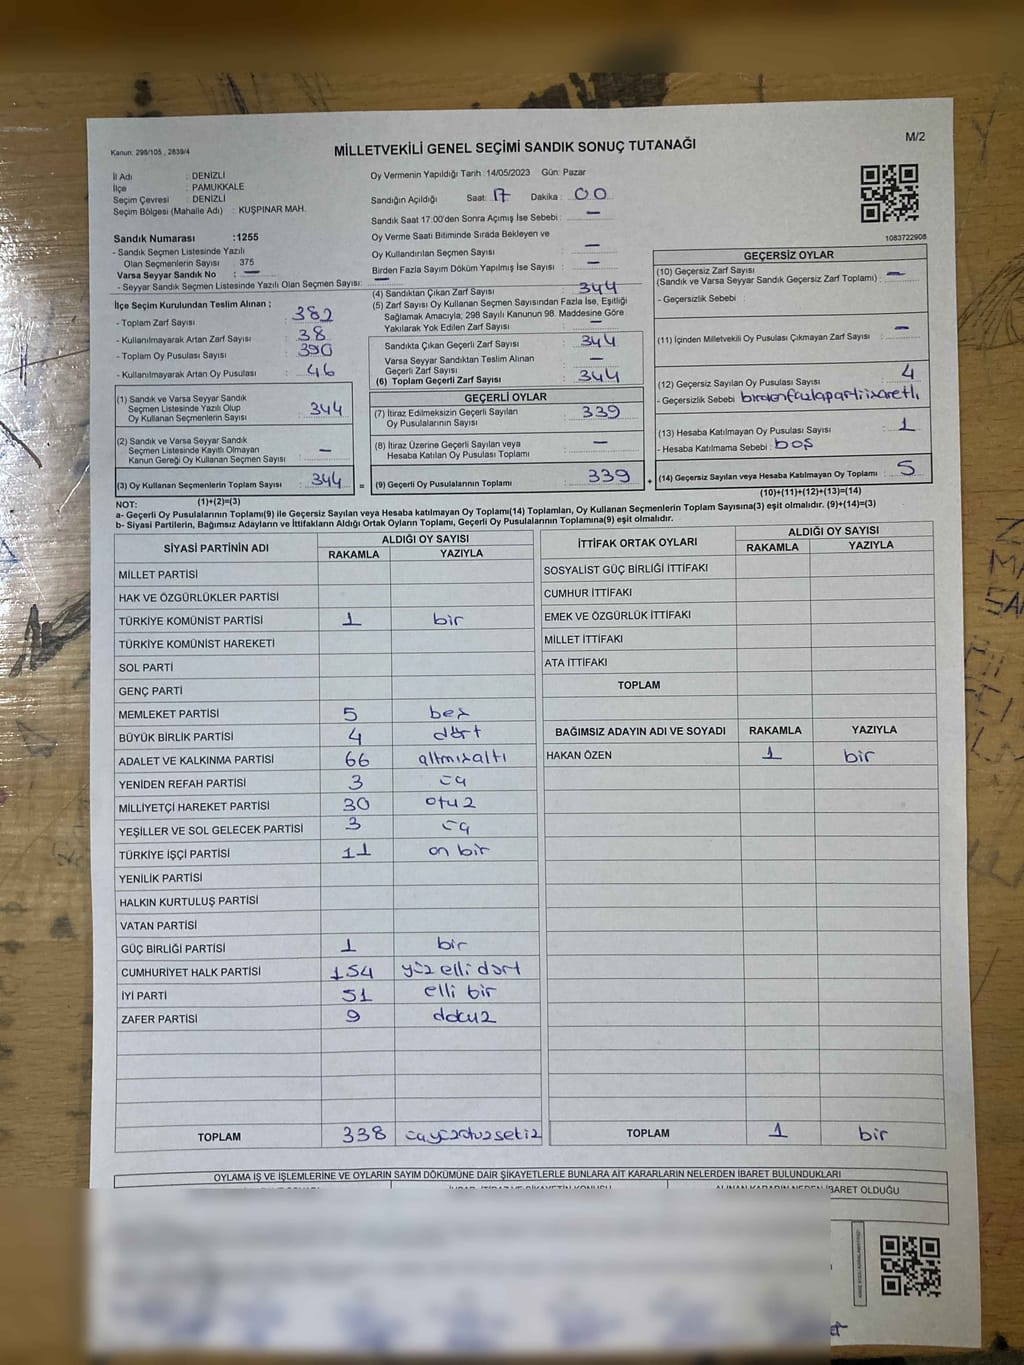 Kanun: 298/105 , 2839/4
MİLLETVEKİLİ GENEL SEÇİMİ SANDIK SONUÇ TUTANAĞI
M/2
İl Adı : DENİZLİ
İlçe : PAMUKKALE
Seçim Çevresi : DENİZLİ
Seçim Bölgesi (Mahalle Adı) : KUŞPINAR MAH.
Sandık Numarası :1255
- Sandık Seçmen Listesinde Yazılı
Olan Seçmenlerin Sayısı : 375
Varsa Seyyar Sandık No : —
- Seyyar Sandık Seçmen Listesinde Yazılı Olan Seçmen Sayısı: —
İlçe Seçim Kurulundan Teslim Alınan ;
- Toplam Zarf Sayısı : 382
- Kullanılmayarak Artan Zarf Sayısı : 38
- Toplam Oy Pusulası Sayısı : 390
- Kullanılmayarak Artan Oy Pusulası : 46
(1) Sandık ve Varsa Seyyar Sandık
Seçmen Listesinde Yazılı Olup
Oy Kullanan Seçmenlerin Sayısı : 344
(2) Sandık ve Varsa Seyyar Sandık
Seçmen Listesinde Kayıtlı Olmayan
Kanun Gereği Oy Kullanan Seçmen Sayısı : —
(3) Oy Kullanan Seçmenlerin Toplam Sayısı : 344 =
(1)+(2)=(3)
Oy Vermenin Yapıldığı Tarih : 14/05/2023 Gün: Pazar
Sandığın Açıldığı Saat: 17 Dakika : 00
Sandık Saat 17:00'den Sonra Açımış İse Sebebi : —
Oy Verme Saati Bitiminde Sırada Bekleyen ve
Oy Kullandırılan Seçmen Sayısı : —
Birden Fazla Sayım Döküm Yapılmış İse Sayısı : —
(4) Sandıktan Çıkan Zarf Sayısı : 344
(5) Zarf Sayısı Oy Kullanan Seçmen Sayısından Fazla İse, Eşitliği
Sağlamak Amacıyla; 298 Sayılı Kanunun 98. Maddesine Göre
Yakılarak Yok Edilen Zarf Sayısı : —
Sandıkta Çıkan Geçerli Zarf Sayısı : 344
Varsa Seyyar Sandıktan Teslim Alınan
Geçerli Zarf Sayısı : —
(6) Toplam Geçerli Zarf Sayısı : 344
GEÇERLİ OYLAR
(7) İtiraz Edilmeksizin Geçerli Sayılan
Oy Pusulalarının Sayısı : 339
(8) İtiraz Üzerine Geçerli Sayılan veya
Hesaba Katılan Oy Pusulası Toplamı : —
(9) Geçerli Oy Pusulalarının Toplamı : 339 +
1083722908
GEÇERSİZ OYLAR
(10) Geçersiz Zarf Sayısı
(Sandık ve Varsa Seyyar Sandık Geçersiz Zarf Toplamı) : —
- Geçersizlik Sebebi :
(11) İçinden Milletvekili Oy Pusulası Çıkmayan Zarf Sayısı : —
(12) Geçersiz Sayılan Oy Pusulası Sayısı : 4
- Geçersizlik Sebebi : birden fazla parti işaretli
(13) Hesaba Katılmayan Oy Pusulası Sayısı : 1
- Hesaba Katılmama Sebebi : boş
(14) Geçersiz Sayılan veya Hesaba Katılmayan Oy Toplamı : 5
(10)+(11)+(12)+(13)=(14)
NOT:
a- Geçerli Oy Pusulalarının Toplamı(9) ile Geçersiz Sayılan veya Hesaba katılmayan Oy Toplamı(14) Toplamları, Oy Kullanan Seçmenlerin Toplam Sayısına(3) eşit olmalıdır. (9)+(14)=(3)
b- Siyasi Partilerin, Bağımsız Adayların ve İttifakların Aldığı Ortak Oyların Toplamı, Geçerli Oy Pusulalarının Toplamına(9) eşit olmalıdır.
SİYASİ PARTİNİN ADI ALDIĞI OY SAYISI
RAKAMLA YAZIYLA
MİLLET PARTİSİ
HAK VE ÖZGÜRLÜKLER PARTİSİ
TÜRKİYE KOMÜNİST PARTİSİ 1 bir
TÜRKİYE KOMÜNİST HAREKETİ
SOL PARTİ
GENÇ PARTİ
MEMLEKET PARTİSİ 5 beş
BÜYÜK BİRLİK PARTİSİ 4 dört
ADALET VE KALKINMA PARTİSİ 66 altmışaltı
YENİDEN REFAH PARTİSİ 3 üç
MİLLİYETÇİ HAREKET PARTİSİ 30 otuz
YEŞİLLER VE SOL GELECEK PARTİSİ 3 üç
TÜRKİYE İŞÇİ PARTİSİ 11 on bir
YENİLİK PARTİSİ
HALKIN KURTULUŞ PARTİSİ
VATAN PARTİSİ
GÜÇ BİRLİĞİ PARTİSİ 1 bir
CUMHURİYET HALK PARTİSİ 154 yüz elli dört
İYİ PARTİ 51 elli bir
ZAFER PARTİSİ 9 dokuz
TOPLAM 338 üçyüzotuzsekiz
İTTİFAK ORTAK OYLARI ALDIĞI OY SAYISI
RAKAMLA YAZIYLA
SOSYALİST GÜÇ BİRLİĞİ İTTİFAKI
CUMHUR İTTİFAKI
EMEK VE ÖZGÜRLÜK İTTİFAKI
MİLLET İTTİFAKI
ATA İTTİFAKI
TOPLAM
BAĞIMSIZ ADAYIN ADI VE SOYADI RAKAMLA YAZIYLA
HAKAN ÖZEN 1 bir
TOPLAM 1 bir
OYLAMA İŞ VE İŞLEMLERİNE VE OYLARIN SAYIM DÖKÜMÜNE DAİR ŞİKAYETLERLE BUNLARA AİT KARARLARIN NELERDEN İBARET BULUNDUKLARI
İBARET OLDUĞU